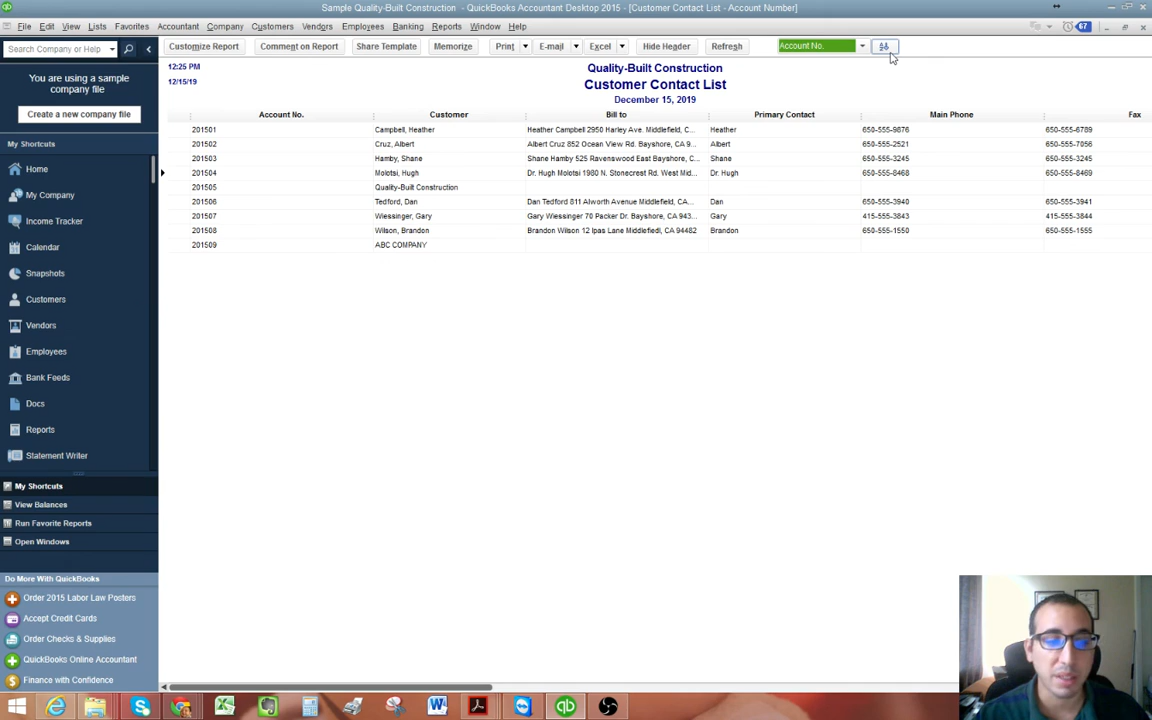 Sample Quality-Built Construction - QuickBooks Accountant Desktop 2015 - [Customer Contact List - Account Number]
File Edit View Lists Favorites Accountant Company Customers Vendors Employees Banking Reports Window Help 67
Search Company or Help Customize Report Comment on Report Share Template Memorize Print E-mail Excel Hide Header Refresh Account No.
12:25 PM Quality-Built Construction
12/15/19 Customer Contact List
December 15, 2019
Account No. Customer Bill to Primary Contact Main Phone Fax
201501 Campbell, Heather Heather Campbell 2950 Harley Ave. Middlefield, C... Heather 650-555-9876 650-555-6789
201502 Cruz, Albert Albert Cruz 852 Ocean View Rd. Bayshore, CA 9... Albert 650-555-2521 650-555-7056
201503 Hamby, Shane Shane Hamby 525 Ravenswood East Bayshore, C... Shane 650-555-3245 650-555-3245
201504 Molotsi, Hugh Dr. Hugh Molotsi 1980 N. Stonecrest Rd. West Mid... Dr. Hugh 650-555-8468 650-555-8469
201505 Quality-Built Construction
201506 Tedford, Dan Dan Tedford 811 Alworth Avenue Middlefield, CA... Dan 650-555-3940 650-555-3941
201507 Wiessinger, Gary Gary Wiessinger 70 Packer Dr. Bayshore, CA 943... Gary 415-555-3843 415-555-3844
201508 Wilson, Brandon Brandon Wilson 12 Ipas Lane Middlefiedl, CA 94482 Brandon 650-555-1550 650-555-1555
201509 ABC COMPANY
You are using a sample
company file
Create a new company file
My Shortcuts
Home
My Company
Income Tracker
Calendar
Snapshots
Customers
Vendors
Employees
Bank Feeds
Docs
Reports
Statement Writer
My Shortcuts
View Balances
Run Favorite Reports
Open Windows
Do More With QuickBooks
Order 2015 Labor Law Posters
Accept Credit Cards
Order Checks & Supplies
QuickBooks Online Accountant
Finance with Confidence